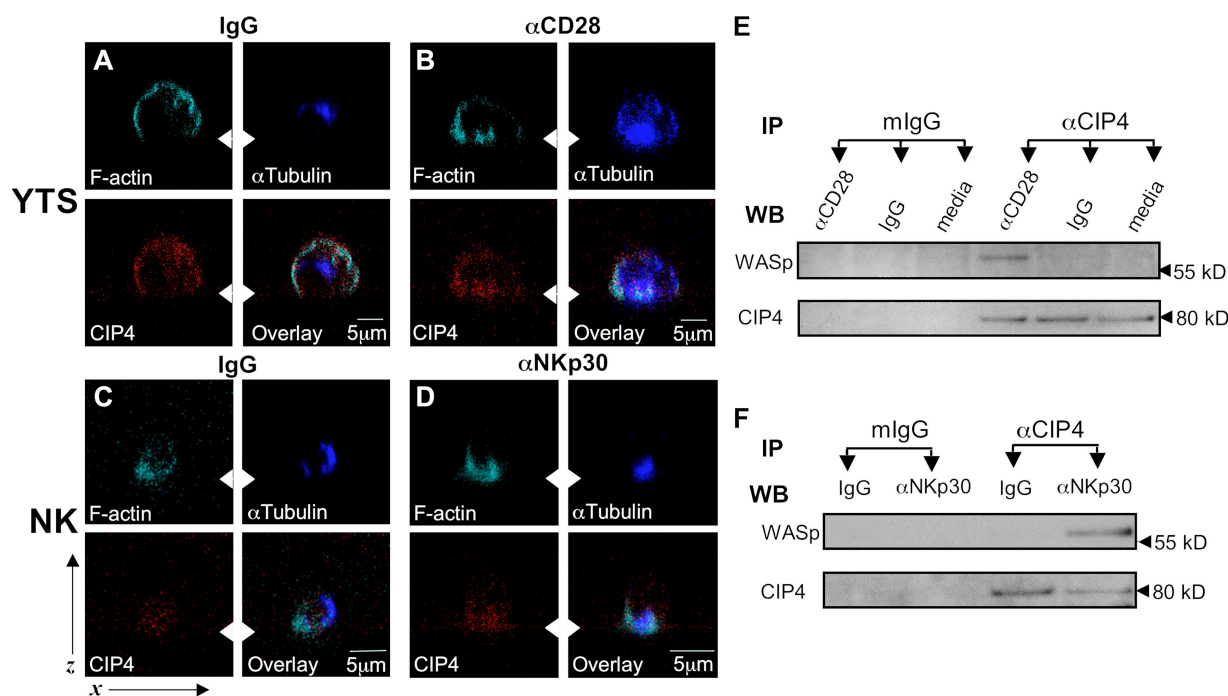 IgG
αCD28
YTS
A
F-actin
αTubulin
CIP4
Overlay
5μm
B
F-actin
αTubulin
CIP4
Overlay
5μm
IgG
αNKp30
NK
C
F-actin
αTubulin
CIP4
Overlay
5μm
D
F-actin
αTubulin
CIP4
Overlay
5μm
z
x
E
IP
mIgG
αCIP4
WB
αCD28
IgG
media
αCD28
IgG
media
WASp
55 kD
CIP4
80 kD
F
IP
mIgG
αCIP4
WB
IgG
αNKp30
IgG
αNKp30
WASp
55 kD
CIP4
80 kD